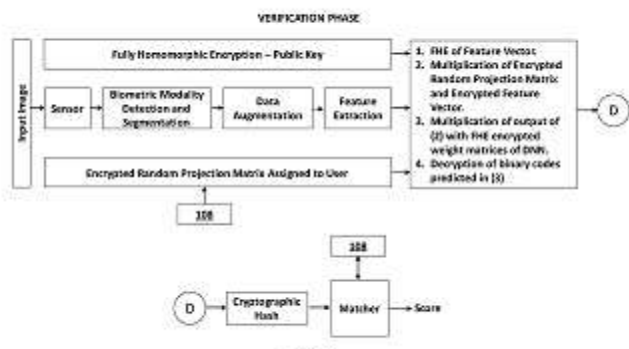 VERIFICATION PHASE
Input Image
Fully Homomorphic Encryption – Public Key
Sensor
Biometric Modality
Detection and
Segmentation
Data
Augmentation
Feature
Extraction
Encrypted Random Projection Matrix Assigned to User
108
1. FHE of Feature Vector.
2. Multiplication of Encrypted
Random Projection Matrix
and Encrypted Feature
Vector.
3. Multiplication of output of
(2) with FHE encrypted
weight matrices of DNN.
4. Decryption of binary codes
predicted in (3)
D
108
D
Cryptographic
Hash
Matcher
Score